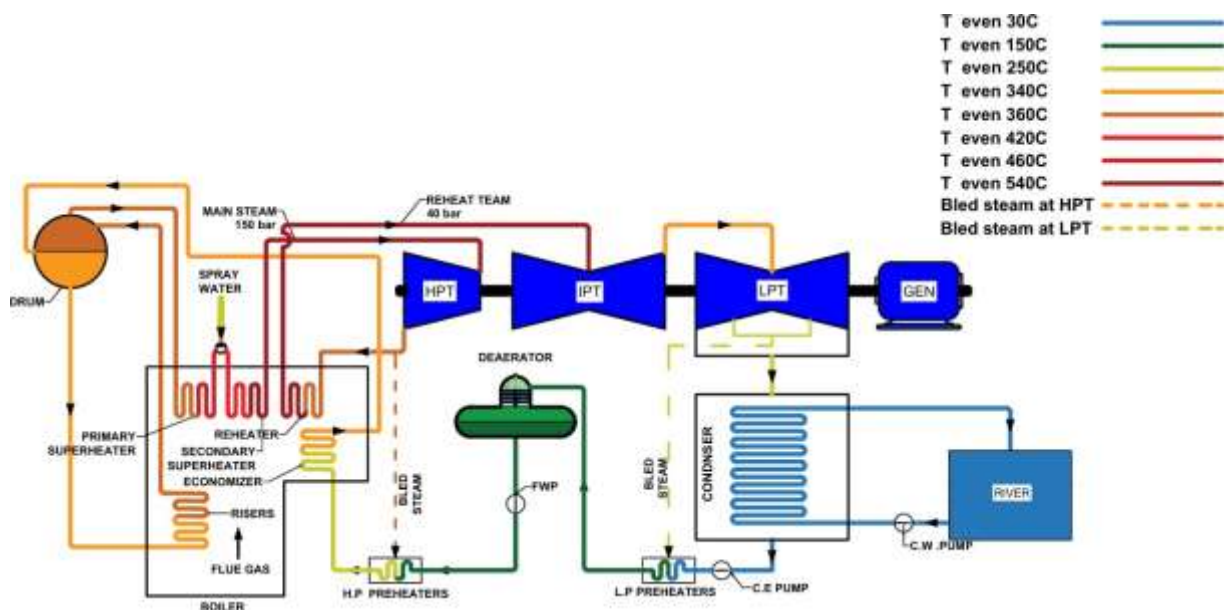 T even 30C
T even 150C
T even 250C
T even 340C
T even 360C
T even 420C
T even 460C
T even 540C
Bled steam at HPT
Bled steam at LPT
REHEAT TEAM
40 bar
MAIN STEAM
150 bar
DRUM
SPRAY
WATER
HPT
IPT
LPT
GEN
DEAERATOR
PRIMARY
SUPERHEATER
REHEATER
SECONDARY
SUPERHEATER
ECONOMIZER
RISERS
FLUE GAS
BOILER
BLED
STEAM
FWP
H.P PREHEATERS
BLED
STEAM
L.P PREHEATERS
C.E PUMP
CONDNSER
RIVER
C.W .PUMP